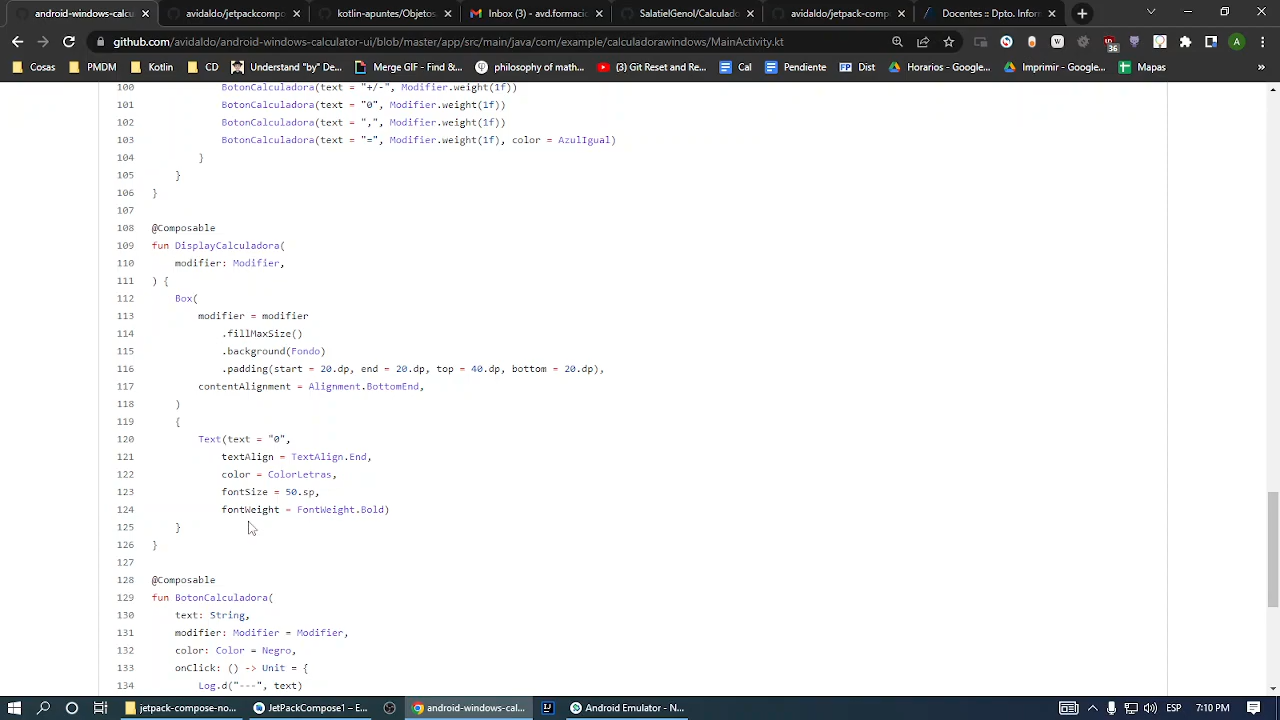 android-windows-calcu
avidaldo/jetpackcompo
kotlin-apuntes/Objetos
Inbox (3) - avd.formacio
SalatieGenol/Calculado
avidaldo/jetpack-comp
Docentes :: Dpto. Infor
github.com/avidaldo/android-windows-calculator-ui/blob/master/app/src/main/java/com/example/calculadorawindows/MainActivity.kt
36
A
Cosas
PMDM
Kotlin
CD
Understand "by" De...
Merge GIF - Find &...
philosophy of math...
(3) Git Reset and Re...
Cal
Pendiente
FP Dist
Horarios - Google...
Imprimir - Google...
Mapas
»
100 BotonCalculadora(text = "+/-", Modifier.weight(1f))
101 BotonCalculadora(text = "0", Modifier.weight(1f))
102 BotonCalculadora(text = ",", Modifier.weight(1f))
103 BotonCalculadora(text = "=", Modifier.weight(1f), color = AzulIgual)
104 }
105 }
106 }
107
108 @Composable
109 fun DisplayCalculadora(
110 modifier: Modifier,
111 ) {
112 Box(
113 modifier = modifier
114 .fillMaxSize()
115 .background(Fondo)
116 .padding(start = 20.dp, end = 20.dp, top = 40.dp, bottom = 20.dp),
117 contentAlignment = Alignment.BottomEnd,
118 )
119 {
120 Text(text = "0",
121 textAlign = TextAlign.End,
122 color = ColorLetras,
123 fontSize = 50.sp,
124 fontWeight = FontWeight.Bold)
125 }
126 }
127
128 @Composable
129 fun BotonCalculadora(
130 text: String,
131 modifier: Modifier = Modifier,
132 color: Color = Negro,
133 onClick: () -> Unit = {
134 Log.d("---", text)
jetpack-compose-no...
JetPackCompose 1 – E...
android-windows-cal...
Android Emulator - N...
ESP
7:10 PM